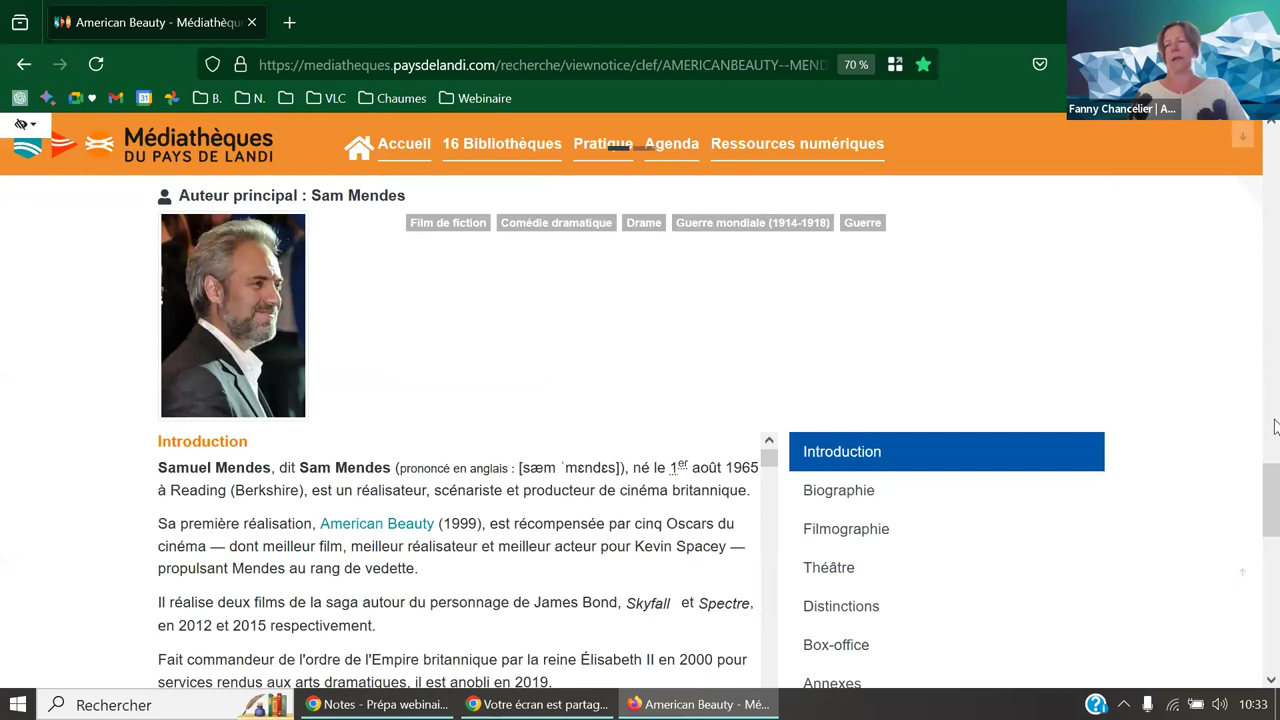 American Beauty - Médiathèqu
https://mediatheques.paysdelandi.com/recherche/viewnotice/clef/AMERICANBEAUTY--MEND
70 %
B.
N.
VLC
Chaumes
Webinaire
Fanny Chancélier | A...
Médiathèques
DU PAYS DE LANDI
Accueil
16 Bibliothèques
Pratique
Agenda
Ressources numériques
Auteur principal : Sam Mendes
Film de fiction
Comédie dramatique
Drame
Guerre mondiale (1914-1918)
Guerre
Introduction
Samuel Mendes, dit Sam Mendes (prononcé en anglais : [sæm ˈmɛndɛs]), né le 1er août 1965
à Reading (Berkshire), est un réalisateur, scénariste et producteur de cinéma britannique.
Sa première réalisation, American Beauty (1999), est récompensée par cinq Oscars du
cinéma — dont meilleur film, meilleur réalisateur et meilleur acteur pour Kevin Spacey —
propulsant Mendes au rang de vedette.
Il réalise deux films de la saga autour du personnage de James Bond, Skyfall et Spectre,
en 2012 et 2015 respectivement.
Fait commandeur de l'ordre de l'Empire britannique par la reine Élisabeth II en 2000 pour
services rendus aux arts dramatiques, il est anobli en 2019.
Introduction
Biographie
Filmographie
Théâtre
Distinctions
Box-office
Annexes
Rechercher
Notes - Prépa webinai...
Votre écran est partag...
American Beauty - Mé...
10:33